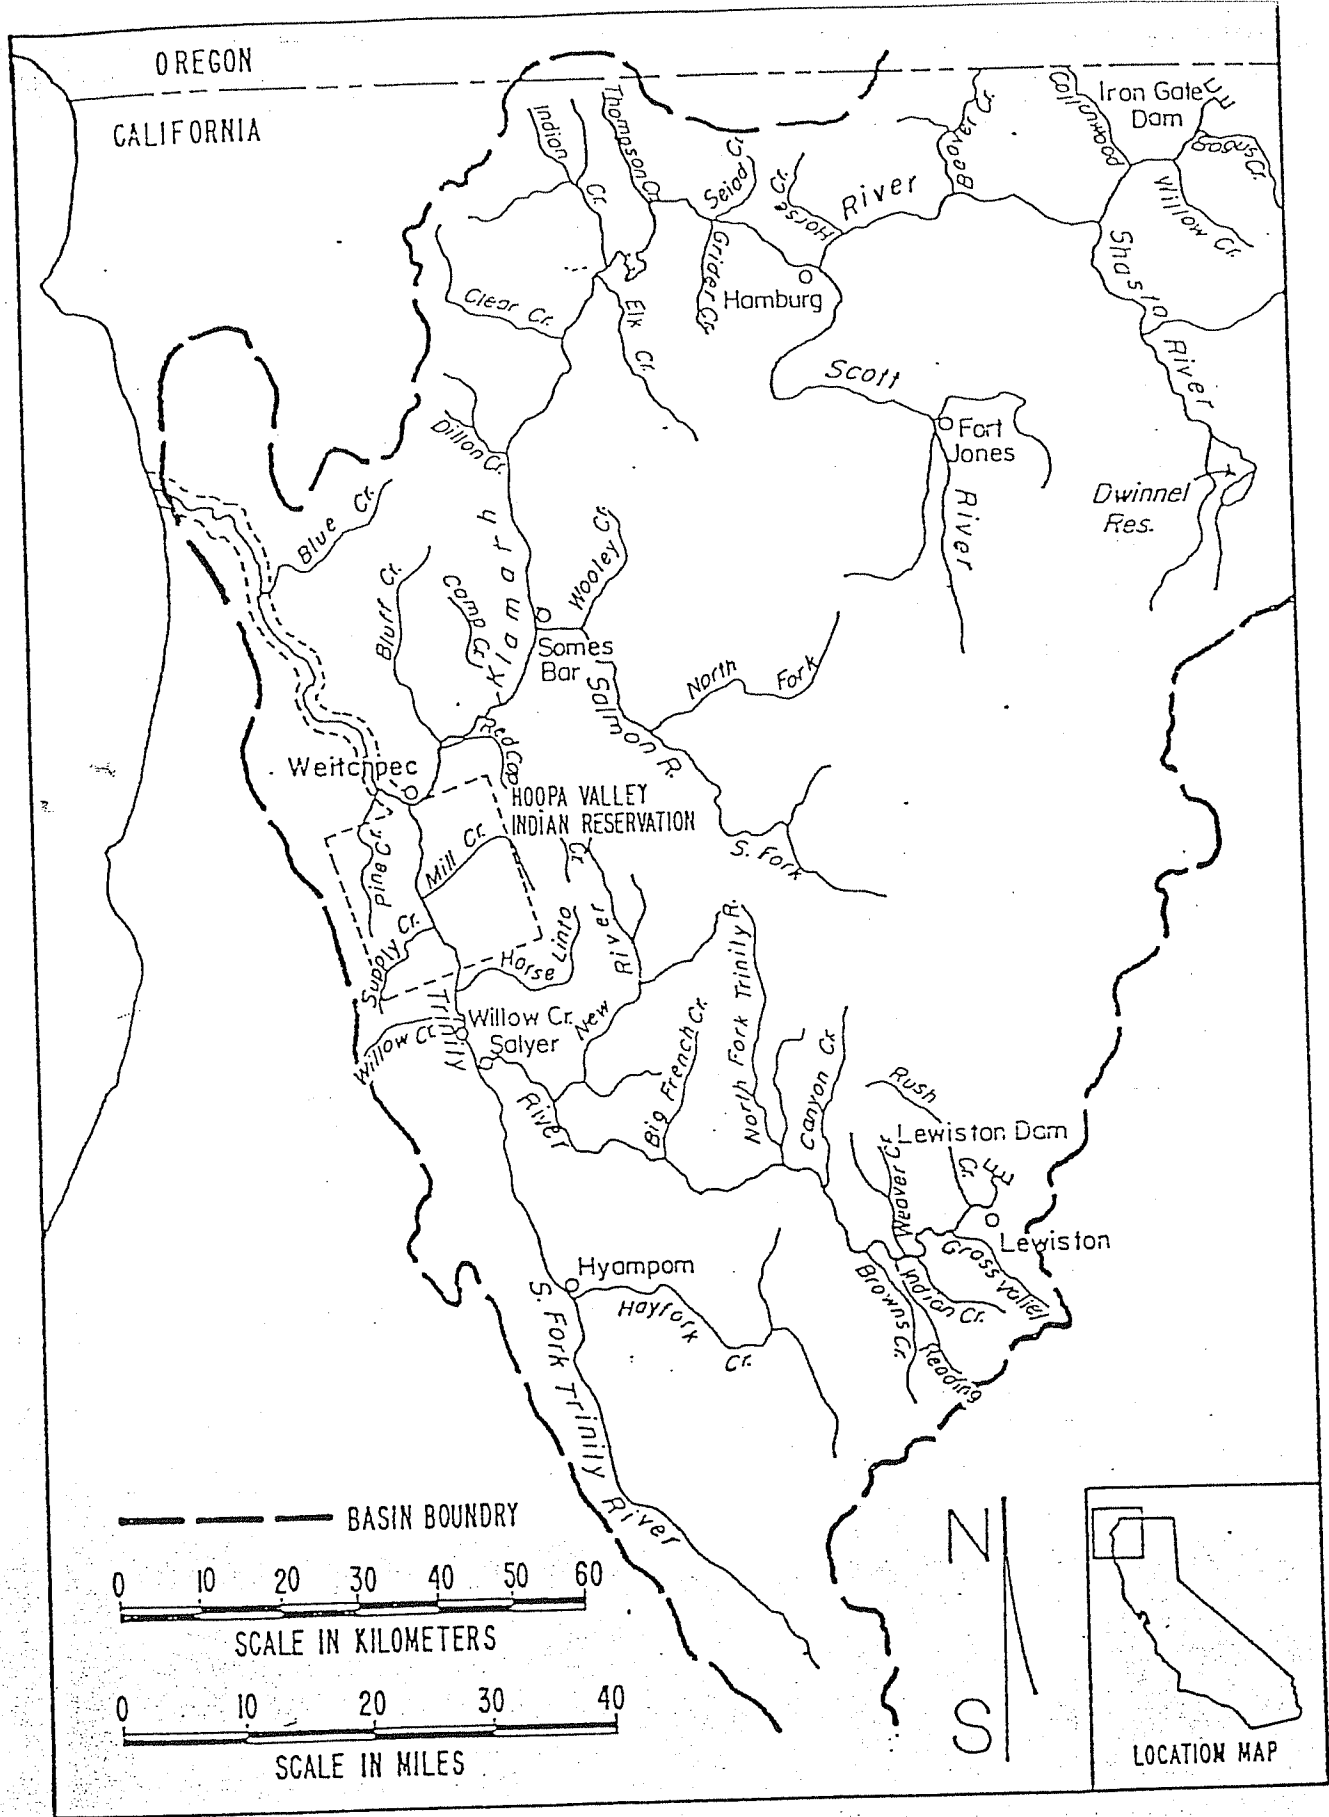 OREGON
CALIFORNIA
Indian
Cr.
Thompson Cr.
Seiad Cr.
Horse Cr.
River
Beaver Cr.
Cottonwood
Iron Gate
Dam
Bogus Cr.
Willow Cr.
Grider Cr.
Hamburg
Clear Cr.
Elk Cr.
Shasta
River
Scott
River
Fort
Jones
Dwinnel
Res.
Dillon Cr.
Blue Cr.
Klamath
Wooley Cr.
Bluff Cr.
Camp Cr.
Somes
Bar
Salmon R.
North Fork
S. Fork
Red Cap
Weitchpec
HOOPA VALLEY
INDIAN RESERVATION
Cr.
Pine Cr.
Mill Cr.
Supply Cr.
Horse Linto
New River
North Fork Trinity R.
Trinity
River
Willow Cr.
Willow Cr.
Salyer
Big French Cr.
Canyon Cr.
Rush
Cr.
Lewiston Dam
Weaver Cr.
Lewiston
Grass Valley
Indian Cr.
Browns Cr.
Reading
Hyampom
Hayfork
Cr.
S. Fork Trinity River
BASIN BOUNDRY
0 10 20 30 40 50 60
SCALE IN KILOMETERS
0 10 20 30 40
SCALE IN MILES
N
S
LOCATION MAP